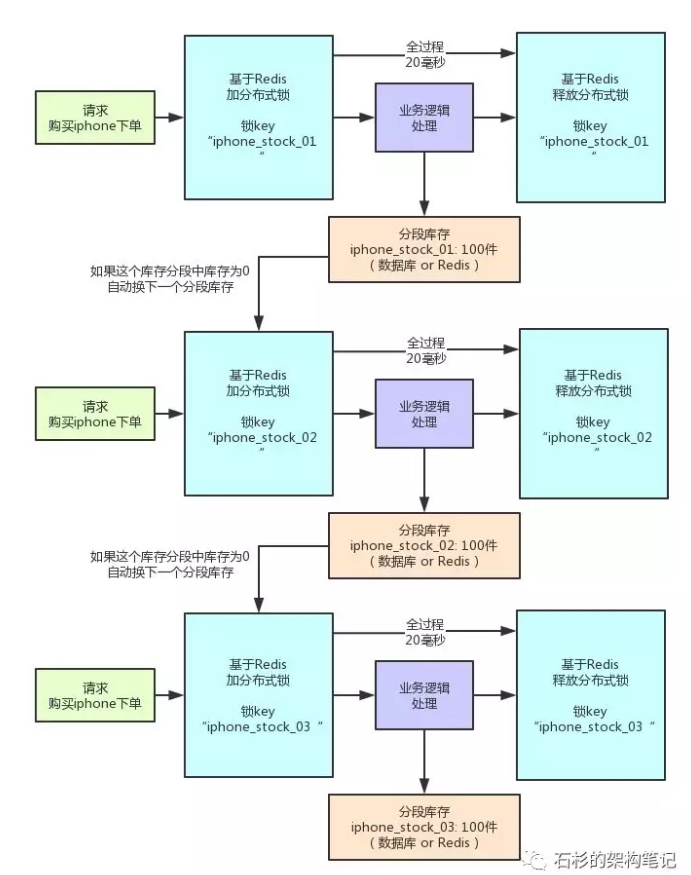 全过程
20毫秒
基于Redis
加分布式锁
锁key
“iphone_stock_01
”
请求
购买iphone下单
业务逻辑
处理
基于Redis
释放分布式锁
锁key
“iphone_stock_01
”
分段库存
iphone_stock_01: 100件
（数据库 or Redis）
如果这个库存分段中库存为0
自动换下一个分段库存
全过程
20毫秒
基于Redis
加分布式锁
锁key
“iphone_stock_02
”
请求
购买iphone下单
业务逻辑
处理
基于Redis
释放分布式锁
锁key
“iphone_stock_02
”
分段库存
iphone_stock_02: 100件
（数据库 or Redis）
如果这个库存分段中库存为0
自动换下一个分段库存
全过程
20毫秒
基于Redis
加分布式锁
锁key
“iphone_stock_03 ”
请求
购买iphone下单
业务逻辑
处理
基于Redis
释放分布式锁
锁key
“iphone_stock_03 ”
分段库存
iphone_stock_03: 100件
（数据库 or Redis）
石杉的架构笔记